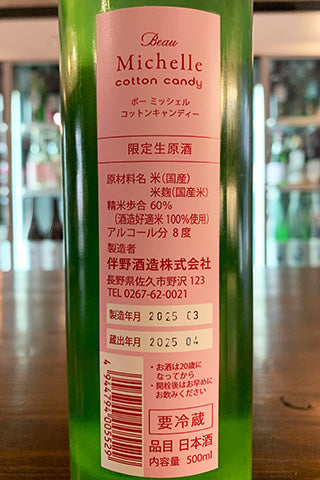 Beau
Michelle
cotton candy
ボー ミッシェル
コットンキャンディー
限定生原酒
原材料名 米(国産)
米麹(国産米)
精米歩合 60%
(酒造好適米 100%使用)
アルコール分 8 度
製造者
伴野酒造株式会社
長野県佐久市野沢 123
TEL 0267-62-0021
製造年月 2025 03
蔵出年月 2025 04
・お酒は20歳に
なってから
・開栓後はお早めに
お飲みください
4944794005529
要冷蔵
品目 日本酒
内容量 500ml